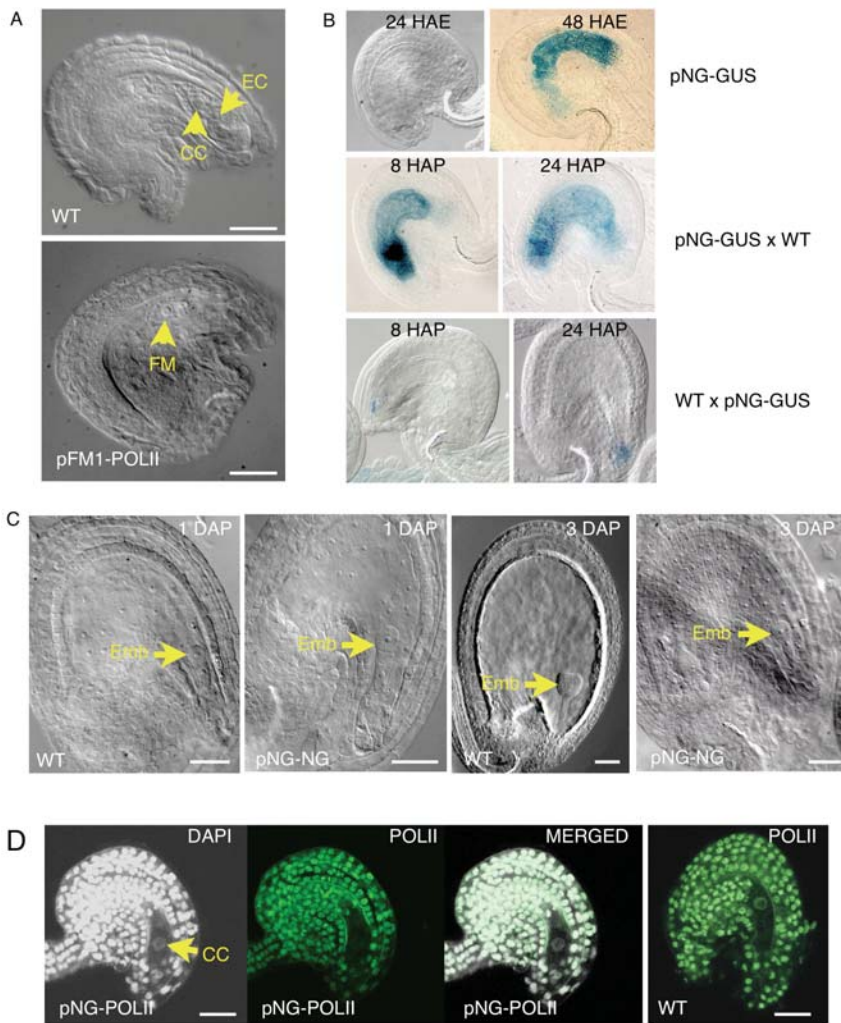 A
EC
CC
WT
FM
pFM1-POLII
B
24 HAE
48 HAE
pNG-GUS
8 HAP
24 HAP
pNG-GUS x WT
8 HAP
24 HAP
WT x pNG-GUS
C
1 DAP
Emb
WT
1 DAP
Emb
pNG-NG
3 DAP
Emb
WT
3 DAP
Emb
pNG-NG
D
DAPI
CC
pNG-POLII
POLII
pNG-POLII
MERGED
pNG-POLII
POLII
WT